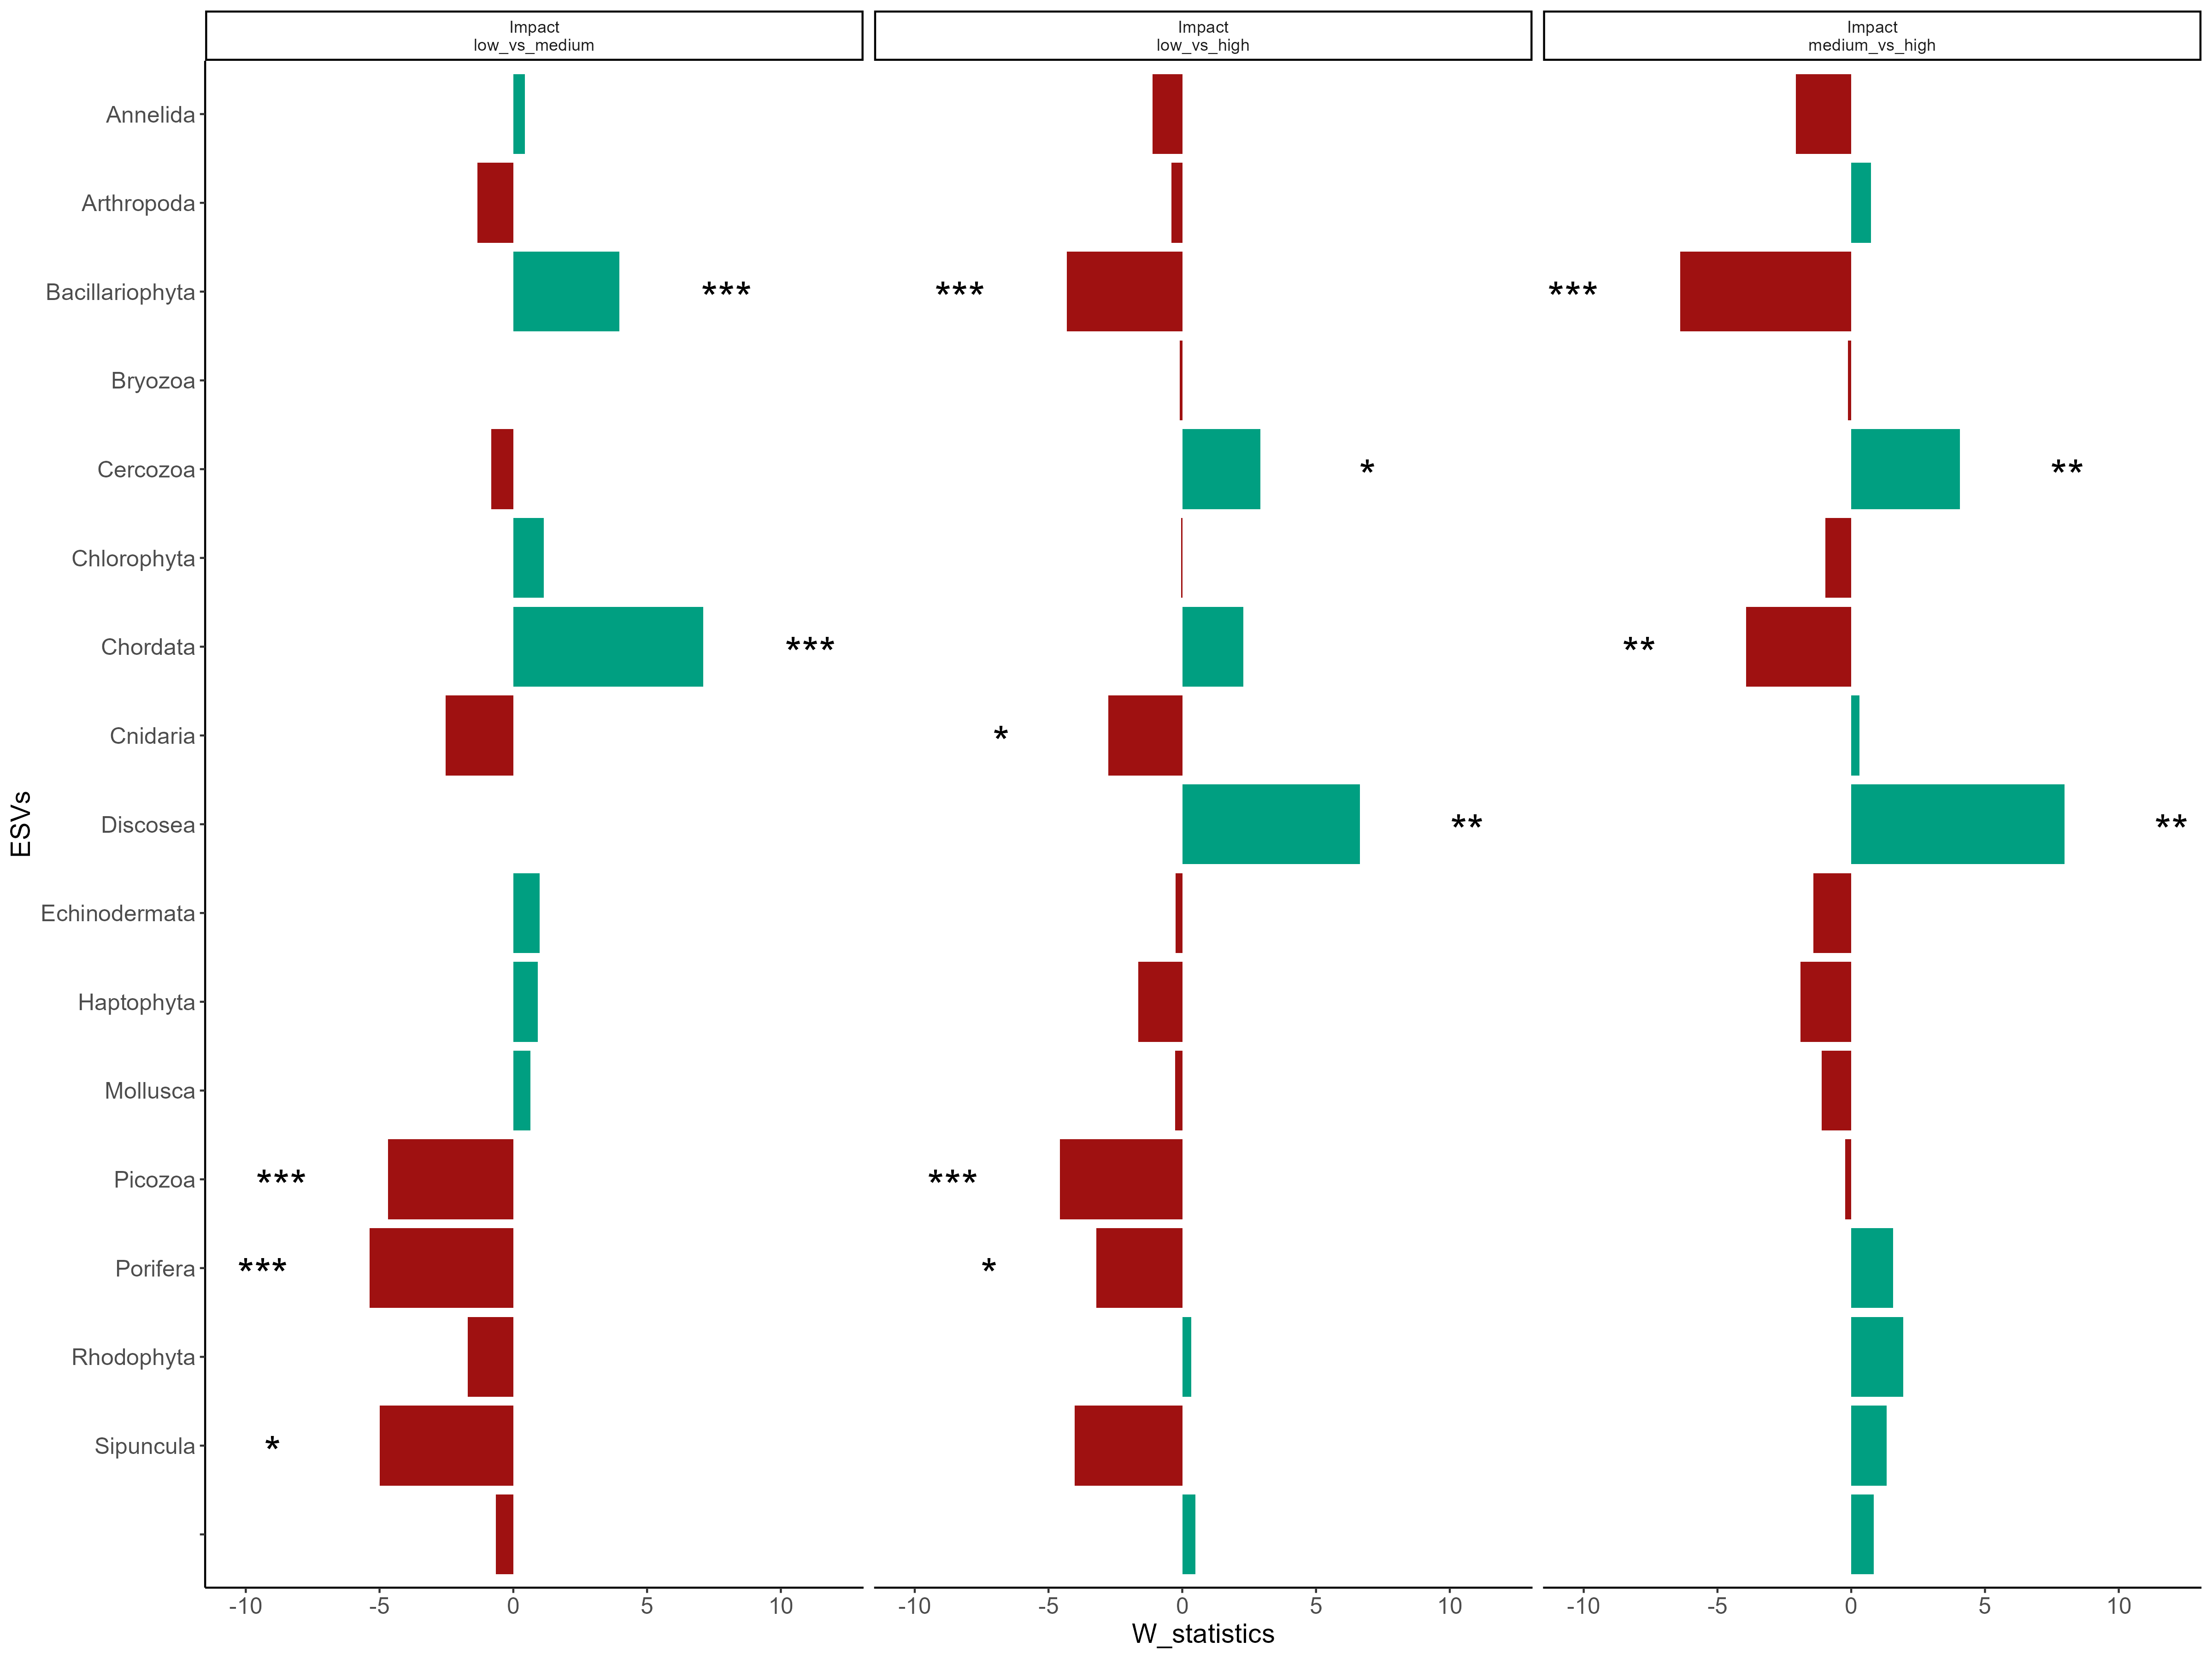 Impact
low_vs_medium
Impact
low_vs_high
Impact
medium_vs_high
ESVs
Annelida
Arthropoda
Bacillariophyta
*** *** ***
Bryozoa
Cercozoa
* **
Chlorophyta
Chordata
*** **
Cnidaria
*
Discosea
** **
Echinodermata
Haptophyta
Mollusca
Picozoa
*** ***
Porifera
*** *
Rhodophyta
Sipuncula
*
-10 -5 0 5 10 -10 -5 0 5 10 -10 -5 0 5 10
W_statistics